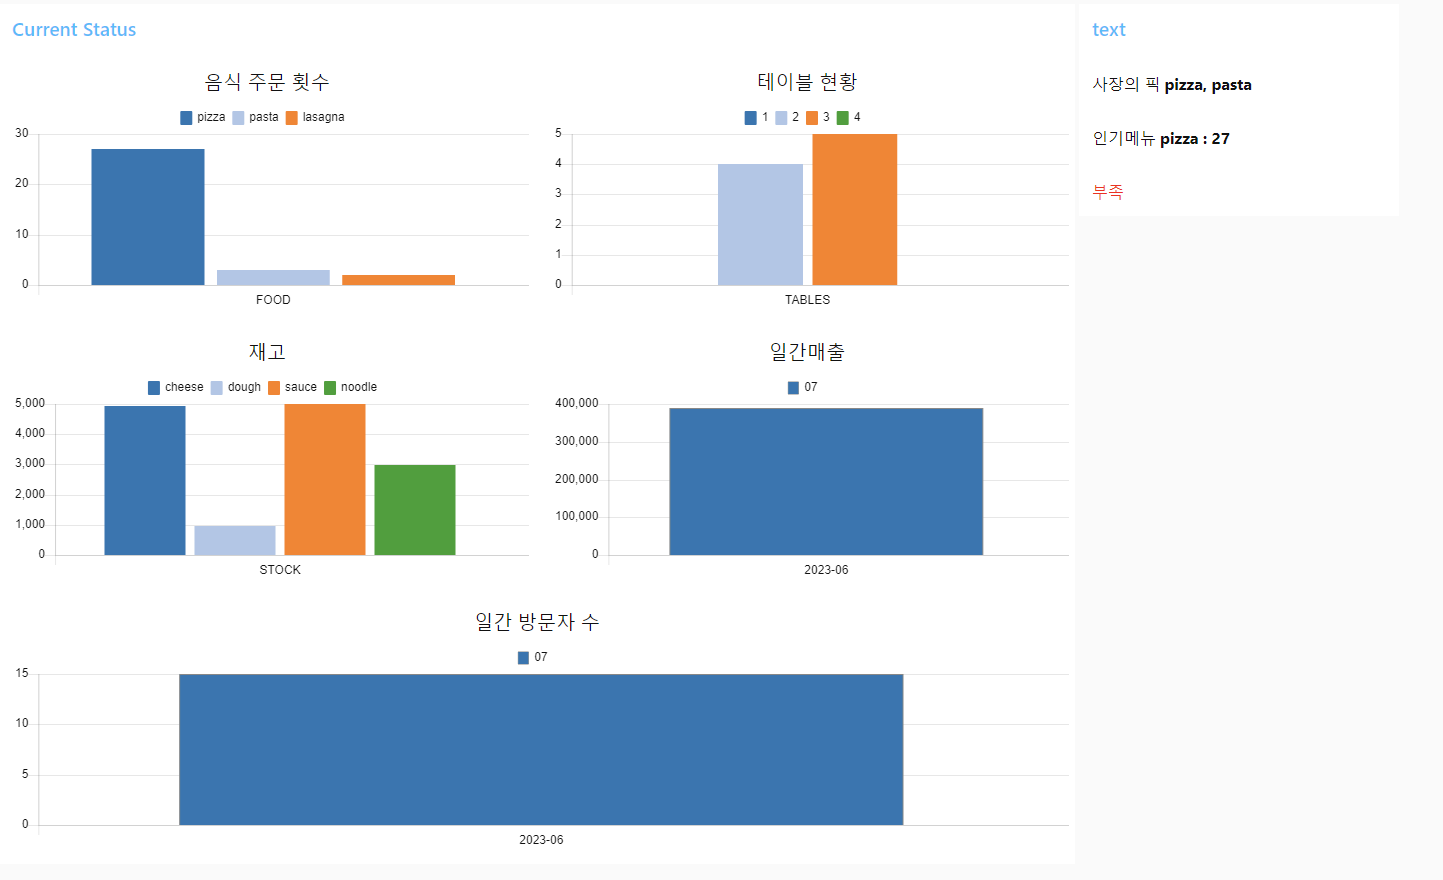 Current Status
음식 주문 횟수
pizza pasta lasagna
30
20
10
0
FOOD
테이블 현황
1 2 3 4
5
4
3
2
1
0
TABLES
재고
cheese dough sauce noodle
5,000
4,000
3,000
2,000
1,000
0
STOCK
일간매출
07
400,000
300,000
200,000
100,000
0
2023-06
일간 방문자 수
07
15
10
5
0
2023-06
text
사장의 픽 pizza, pasta
인기메뉴 pizza : 27
부족